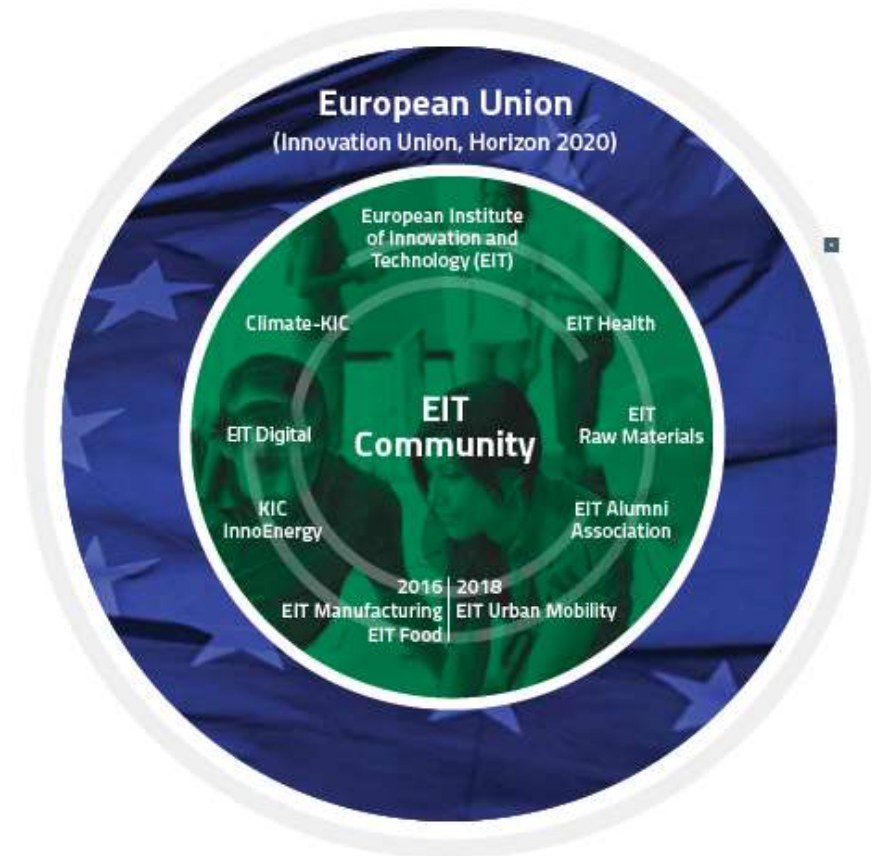 European Union
(Innovation Union, Horizon 2020)
European Institute
of Innovation and
Technology (EIT)
Climate-KIC
EIT Health
EIT
Community
EIT Digital
EIT
Raw Materials
KIC
InnoEnergy
EIT Alumni
Association
2016
EIT Manufacturing
EIT Food
2018
EIT Urban Mobility